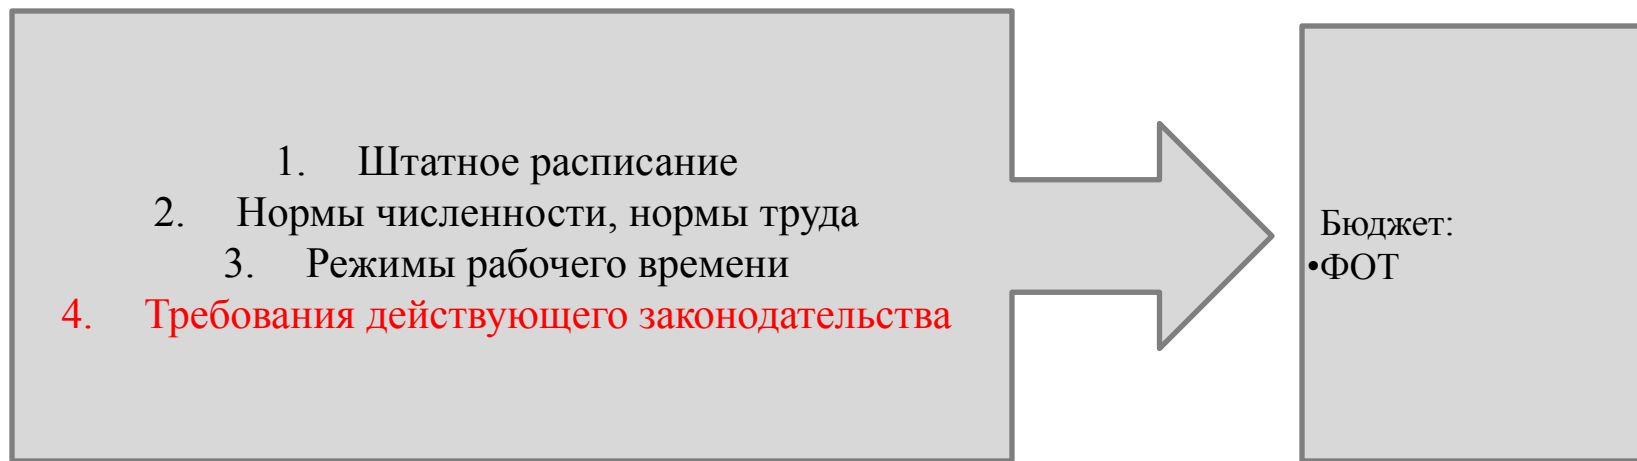 1. Штатное расписание
2. Нормы численности, нормы труда
3. Режимы рабочего времени
4. Требования действующего законодательства
Бюджет:
•ФОТ